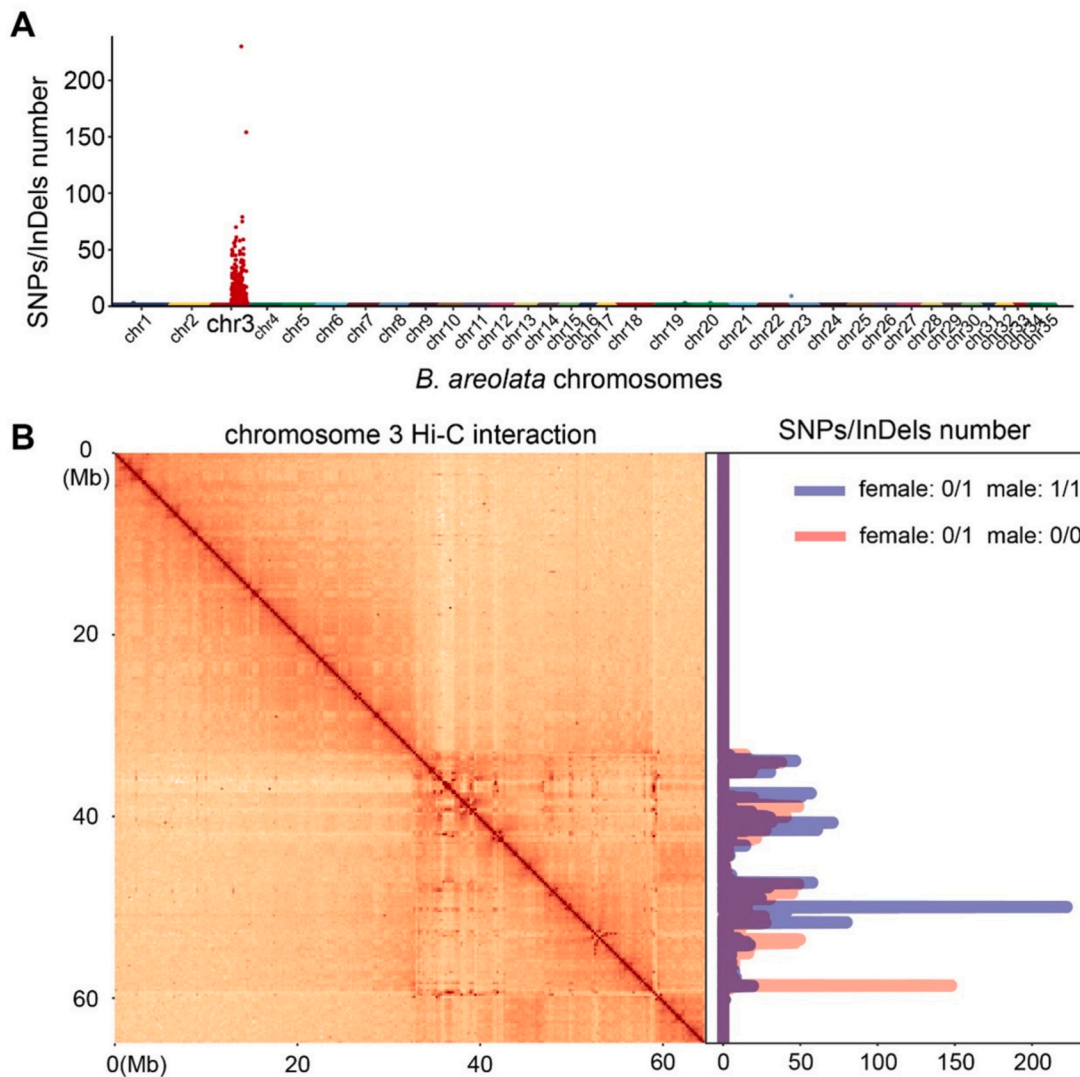 A
SNPs/InDels number
200
150
100
50
0
chr1 chr2 chr3 chr4 chr5 chr6 chr7 chr8 chr9 chr10 chr11 chr12 chr13 chr14 chr15 chr16 chr17 chr18 chr19 chr20 chr21 chr22 chr23 chr24 chr25 chr26 chr27 chr28 chr29 chr30 chr31 chr32 chr33 chr34 chr35
B. areolata chromosomes
B
chromosome 3 Hi-C interaction
SNPs/InDels number
0
(Mb)
20
40
60
female: 0/1 male: 1/1
female: 0/1 male: 0/0
0(Mb) 20 40 60
0 50 100 150 200